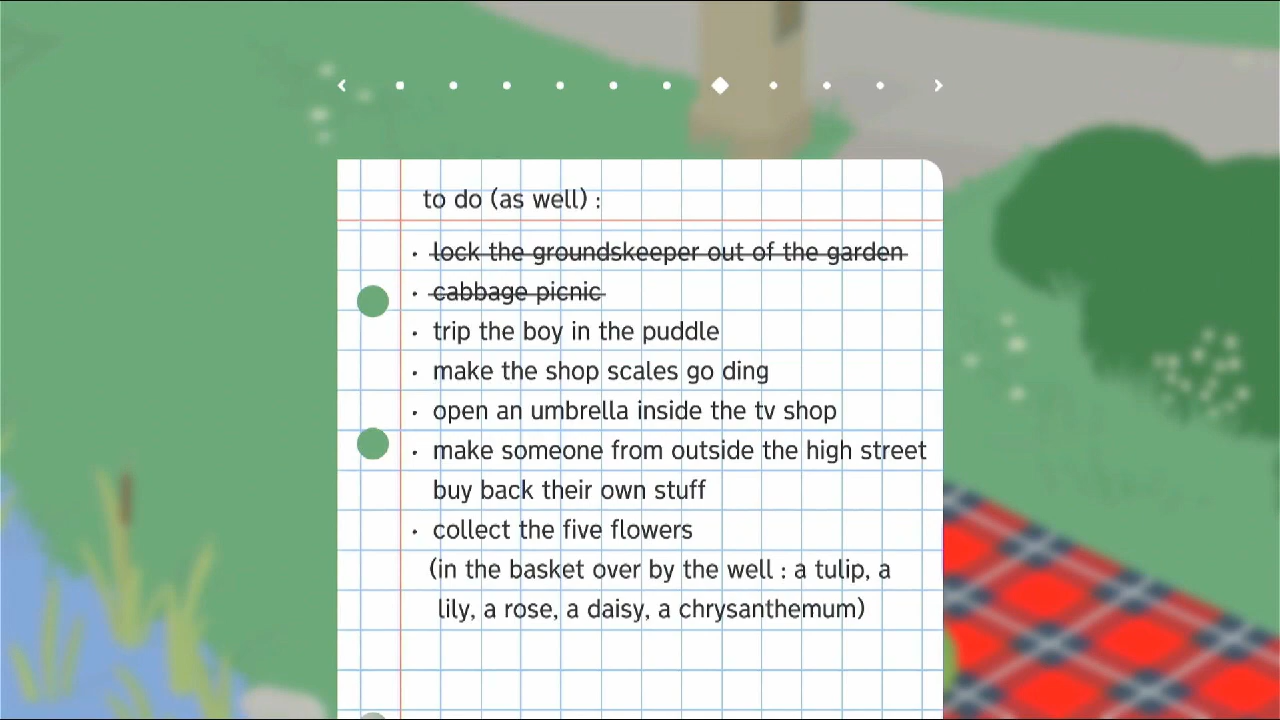 to do (as well) :
· lock the groundskeeper out of the garden
· cabbage picnic
· trip the boy in the puddle
· make the shop scales go ding
· open an umbrella inside the tv shop
· make someone from outside the high street
buy back their own stuff
· collect the five flowers
(in the basket over by the well : a tulip, a
lily, a rose, a daisy, a chrysanthemum)